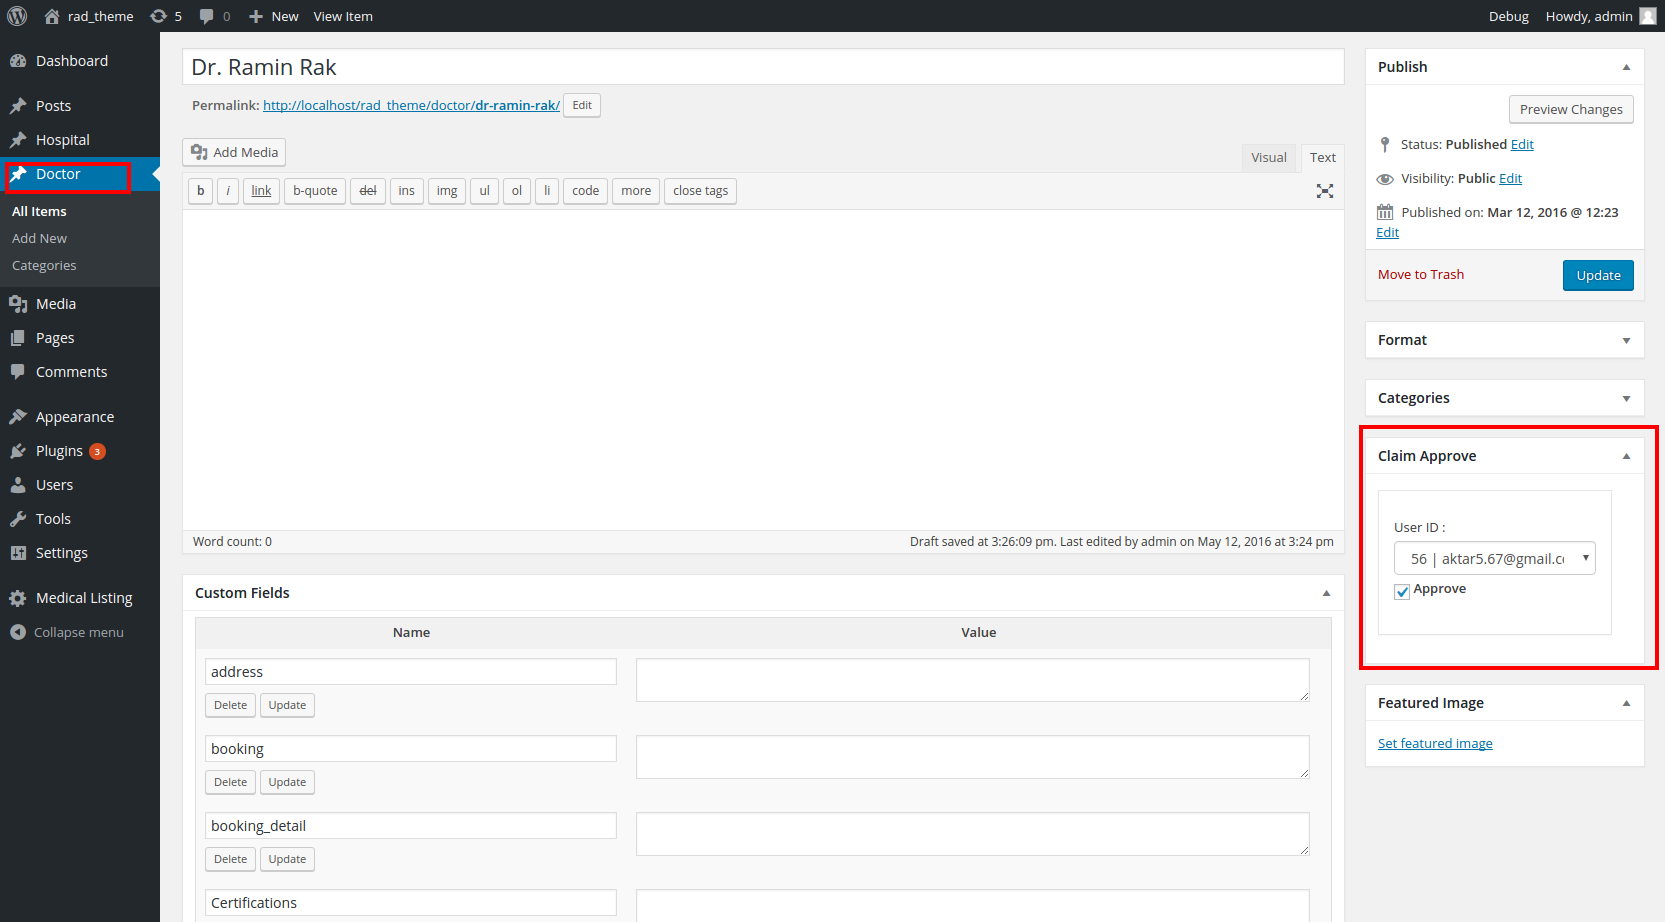 rad_theme 5 0 New View Item Debug Howdy, admin
Dashboard
Posts
Hospital
Doctor
All Items
Add New
Categories
Media
Pages
Comments
Appearance
Plugins 3
Users
Tools
Settings
Medical Listing
Collapse menu
Dr. Ramin Rak
Permalink: http://localhost/rad_theme/doctor/dr-ramin-rak/ Edit
Add Media
Visual Text
b i link b-quote del ins img ul ol li code more close tags
Word count: 0 Draft saved at 3:26:09 pm. Last edited by admin on May 12, 2016 at 3:24 pm
Custom Fields
Name Value
address
Delete Update
booking
Delete Update
booking_detail
Delete Update
Certifications
Publish
Preview Changes
Status: Published Edit
Visibility: Public Edit
Published on: Mar 12, 2016 @ 12:23
Edit
Move to Trash Update
Format
Categories
Claim Approve
User ID :
56 | aktar5.67@gmail.c
Approve
Featured Image
Set featured image